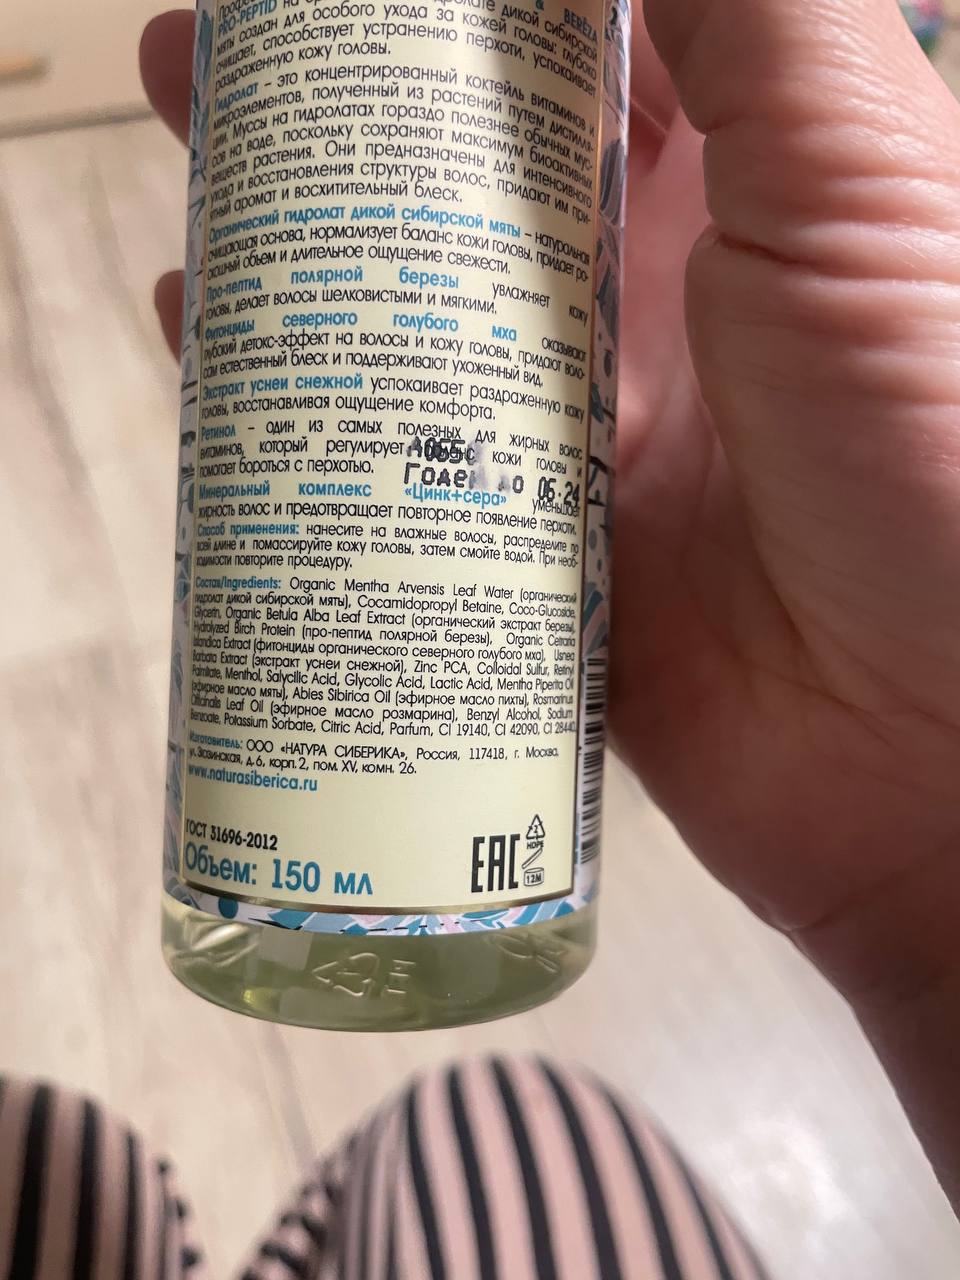 & BERËZA
PRO-PEPTID на дикой сибирской
мяты создан для особого ухода за кожей головы: глубоко
очищает, способствует устранению перхоти, успокаивает
раздраженную кожу головы.
Гидролат – это концентрированный коктейль витаминов и
микроэлементов, полученный из растений путем дистилля-
ции. Муссы на гидролатах гораздо полезнее обычных мус-
сов на воде, поскольку сохраняют максимум биоактивных
веществ растения. Они предназначены для интенсивного
ухода и восстановления структуры волос, придают им при-
ятный аромат и восхитительный блеск.
Органический гидролат дикой сибирской мяты – натуральная
очищающая основа, нормализует баланс кожи головы, придает ро-
скошный объем и длительное ощущение свежести.
Про-пептид полярной березы увлажняет кожу
головы, делает волосы шелковистыми и мягкими.
Фитонциды северного голубого мха оказывают
глубокий детокс-эффект на волосы и кожу головы, придают воло-
сам естественный блеск и поддерживают ухоженный вид.
Экстракт уснеи снежной успокаивает раздраженную кожу
головы, восстанавливая ощущение комфорта.
Ретинол – один из самых полезных для жирных волос
витаминов, который регулирует баланс кожи головы и
помогает бороться с перхотью.
Годен до 06.24
Минеральный комплекс «Цинк+сера» уменьшает
жирность волос и предотвращает повторное появление перхоти.
Способ применения: нанесите на влажные волосы, распределите по
всей длине и помассируйте кожу головы, затем смойте водой. При необ-
ходимости повторите процедуру.
Состав/Ingredients: Organic Mentha Arvensis Leaf Water (органический
гидролат дикой сибирской мяты), Cocamidopropyl Betaine, Coco-Glucoside,
Glycerin, Organic Betula Alba Leaf Extract (органический экстракт березы),
Hydrolyzed Birch Protein (про-пептид полярной березы), Organic Cetraria
Islandica Extract (фитонциды органического северного голубого мха), Usnea
Barbata Extract (экстракт уснеи снежной), Zinc PCA, Colloidal Sulfur, Retinyl
Palmitate, Menthol, Salycilic Acid, Glycolic Acid, Lactic Acid, Mentha Piperita Oil
(эфирное масло мяты), Abies Sibirica Oil (эфирное масло пихты), Rosmarinus
Officinalis Leaf Oil (эфирное масло розмарина), Benzyl Alcohol, Sodium
Benzoate, Potassium Sorbate, Citric Acid, Parfum, CI 19140, CI 42090, CI 28440.
Изготовитель: ООО «НАТУРА СИБЕРИКА», Россия, 117418, г. Москва,
ул. Зюзинская, д.6, корп.2, пом. XV, комн. 26.
www.naturasiberica.ru
ГОСТ 31696-2012
Объем: 150 мл
EAC
2
HDPE
12M